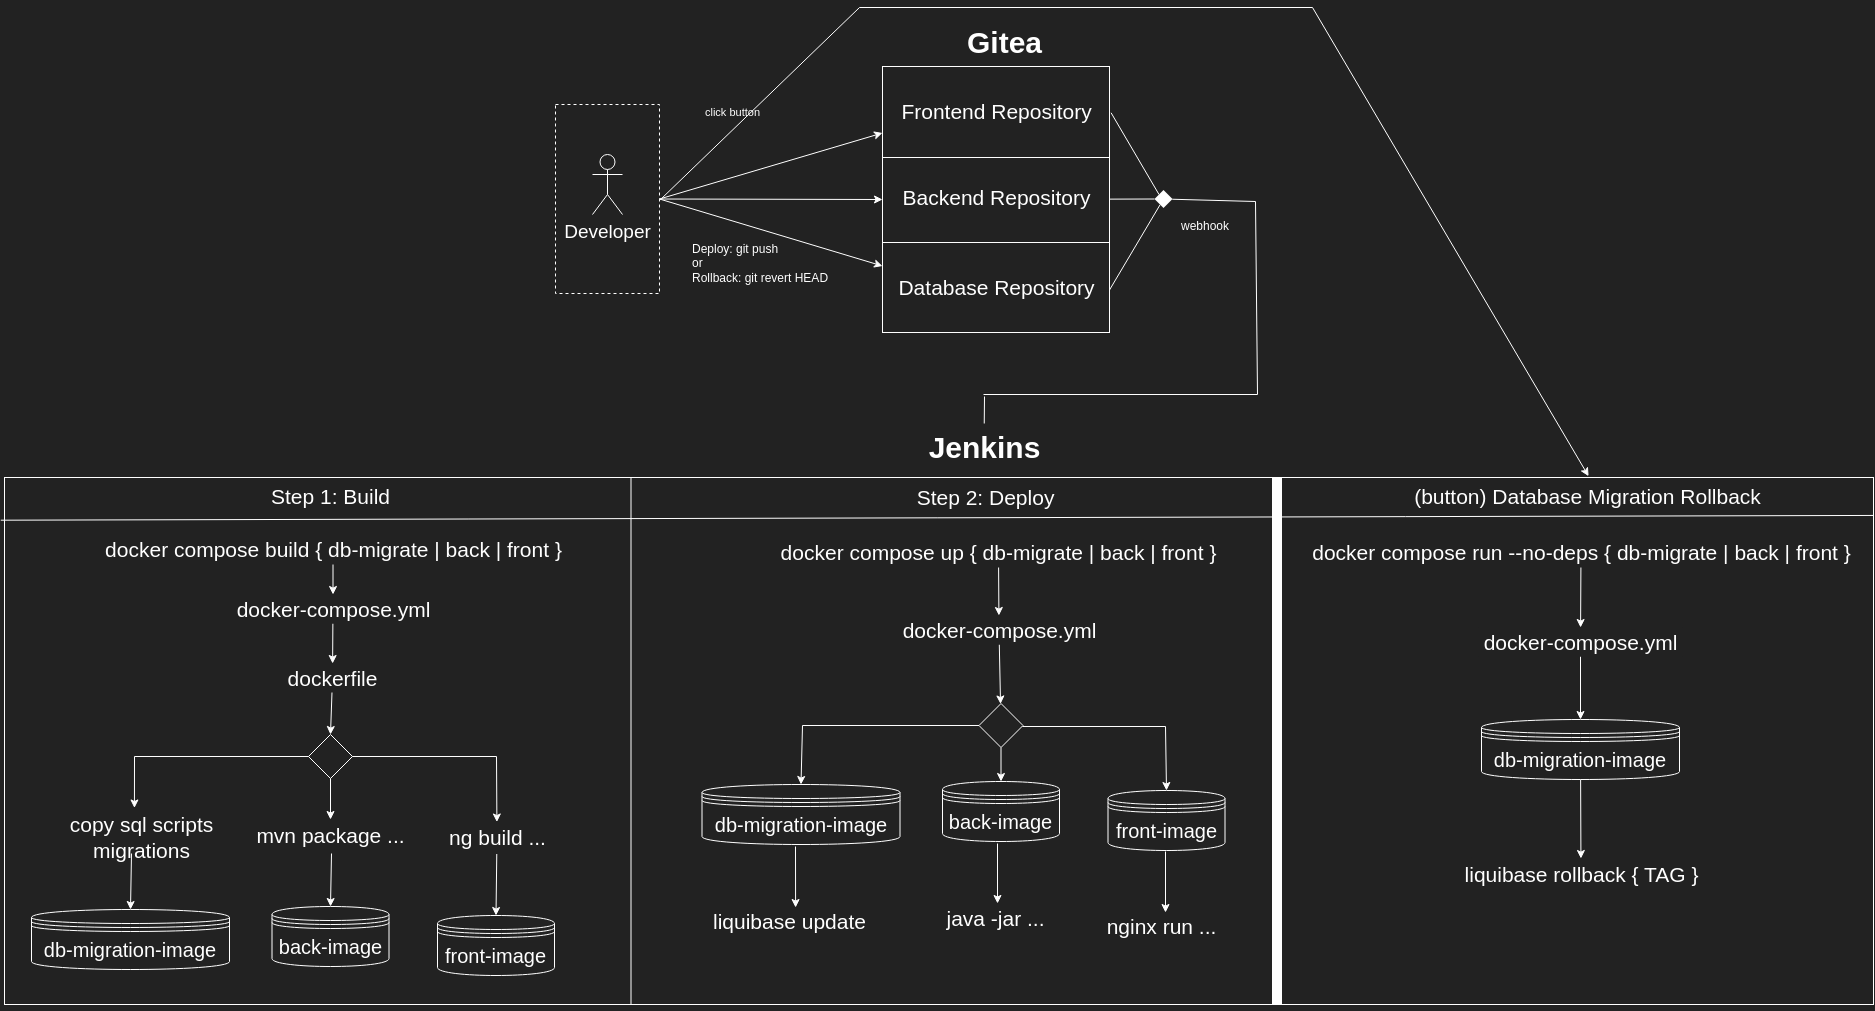 Gitea
Frontend Repository
click button
Backend Repository
webhook
Developer
Deploy: git push
or
Rollback: git revert HEAD
Database Repository
Jenkins
Step 1: Build
docker compose build { db-migrate | back | front }
docker-compose.yml
dockerfile
copy sql scripts
migrations
mvn package ...
ng build ...
db-migration-image
back-image
front-image
Step 2: Deploy
docker compose up { db-migrate | back | front }
docker-compose.yml
db-migration-image
back-image
front-image
liquibase update
java -jar ...
nginx run ...
(button) Database Migration Rollback
docker compose run --no-deps { db-migrate | back | front }
docker-compose.yml
db-migration-image
liquibase rollback { TAG }